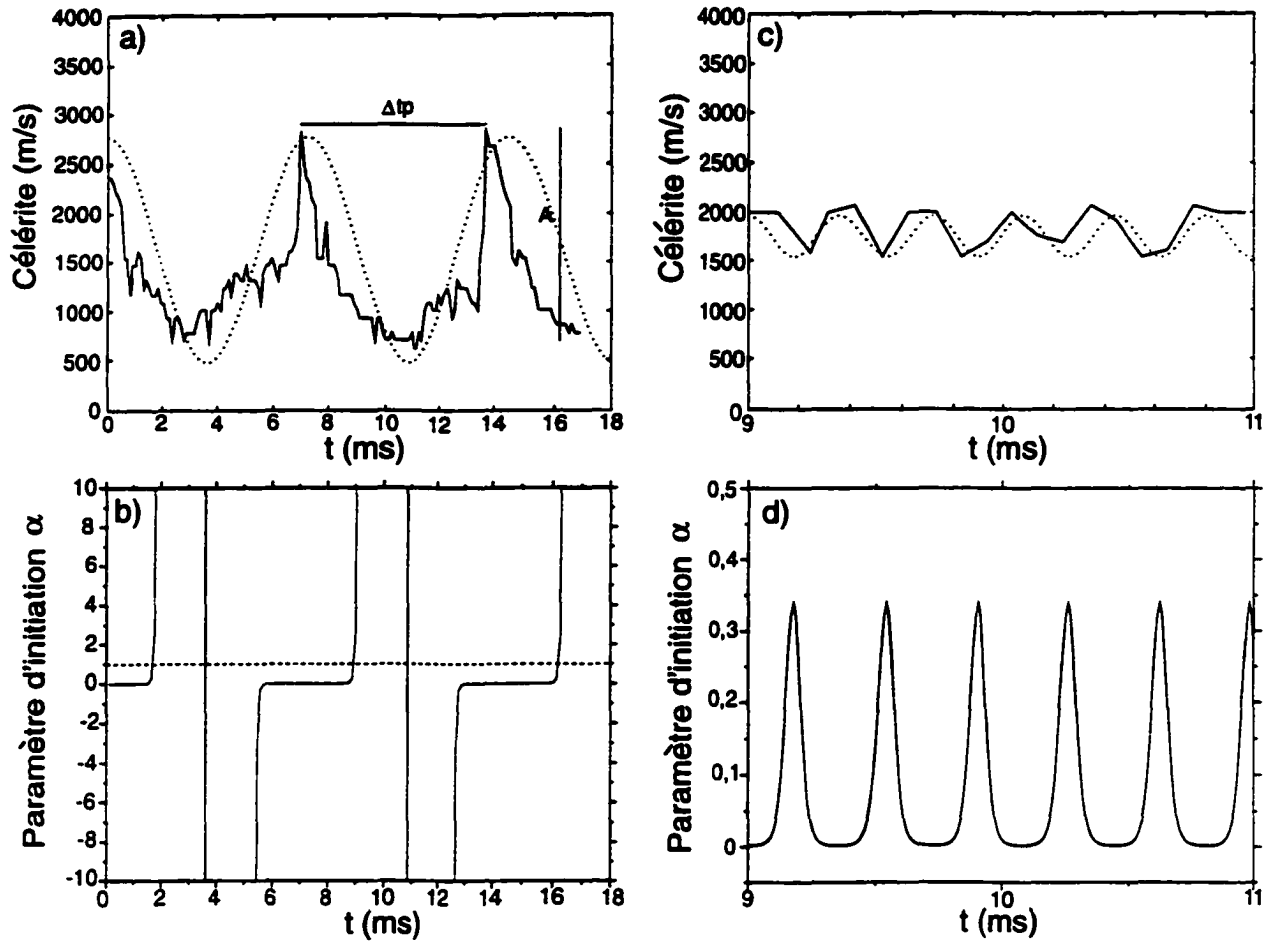 a)
4000
3500
3000
2500
2000
1500
1000
500
0
Célérite (m/s)
Δtp
0 2 4 6 8 10 12 14 16 18
t (ms)
c)
4000
3500
3000
2500
2000
1500
1000
500
0
Célérite (m/s)
9 10 11
t (ms)
b)
10
8
6
4
2
0
-2
-4
-6
-8
-10
Paramètre d'initiation α
0 2 4 6 8 10 12 14 16 18
t (ms)
d)
0,5
0,4
0,3
0,2
0,1
0
Paramètre d'initiation α
9 10 11
t (ms)